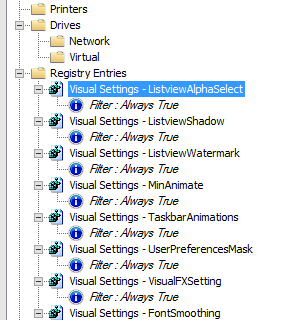 Printers
Drives
Network
Virtual
Registry Entries
Visual Settings - ListviewAlphaSelect
Filter : Always True
Visual Settings - ListviewShadow
Filter : Always True
Visual Settings - ListviewWatermark
Filter : Always True
Visual Settings - MinAnimate
Filter : Always True
Visual Settings - TaskbarAnimations
Filter : Always True
Visual Settings - UserPreferencesMask
Filter : Always True
Visual Settings - VisualFXSetting
Filter : Always True
Visual Settings - FontSmoothing